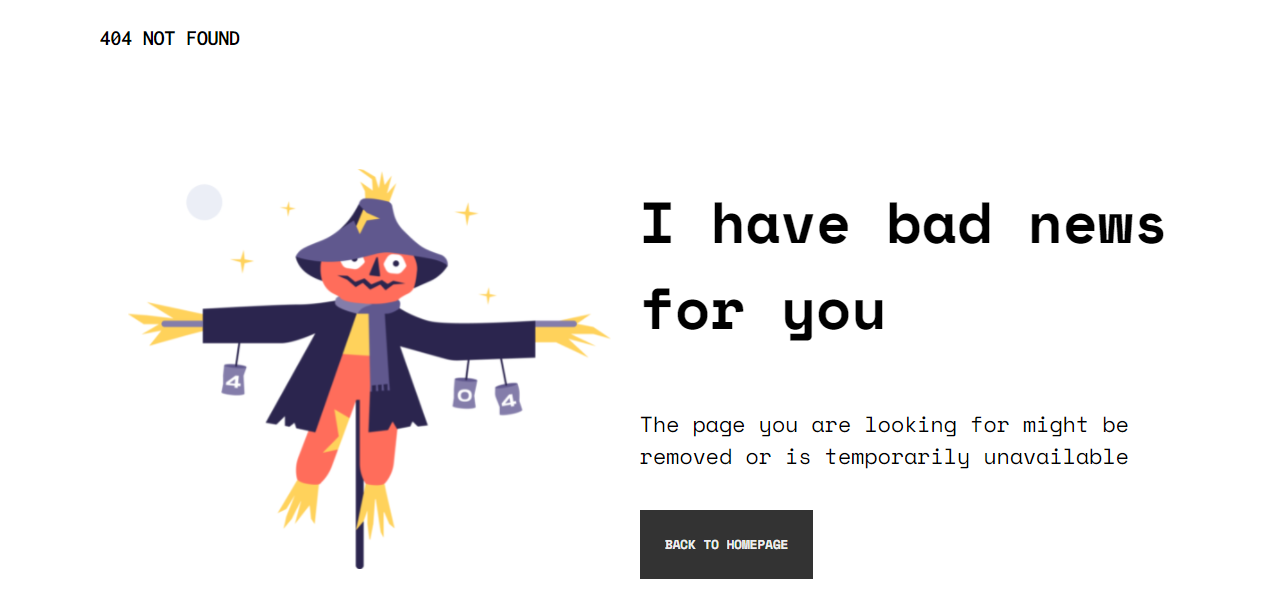 404 NOT FOUND
I have bad news
for you
4
0
4
The page you are looking for might be
removed or is temporarily unavailable
BACK TO HOMEPAGE